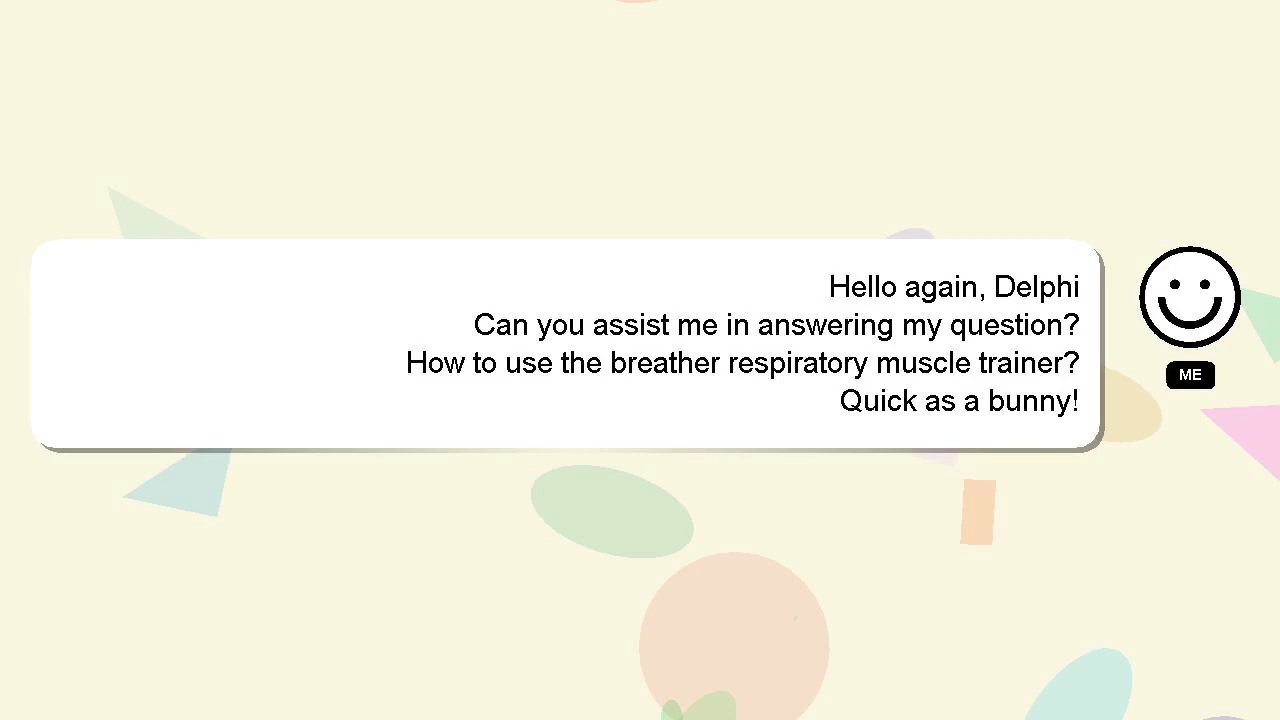 Hello again, Delphi
Can you assist me in answering my question?
How to use the breather respiratory muscle trainer?
Quick as a bunny!
ME